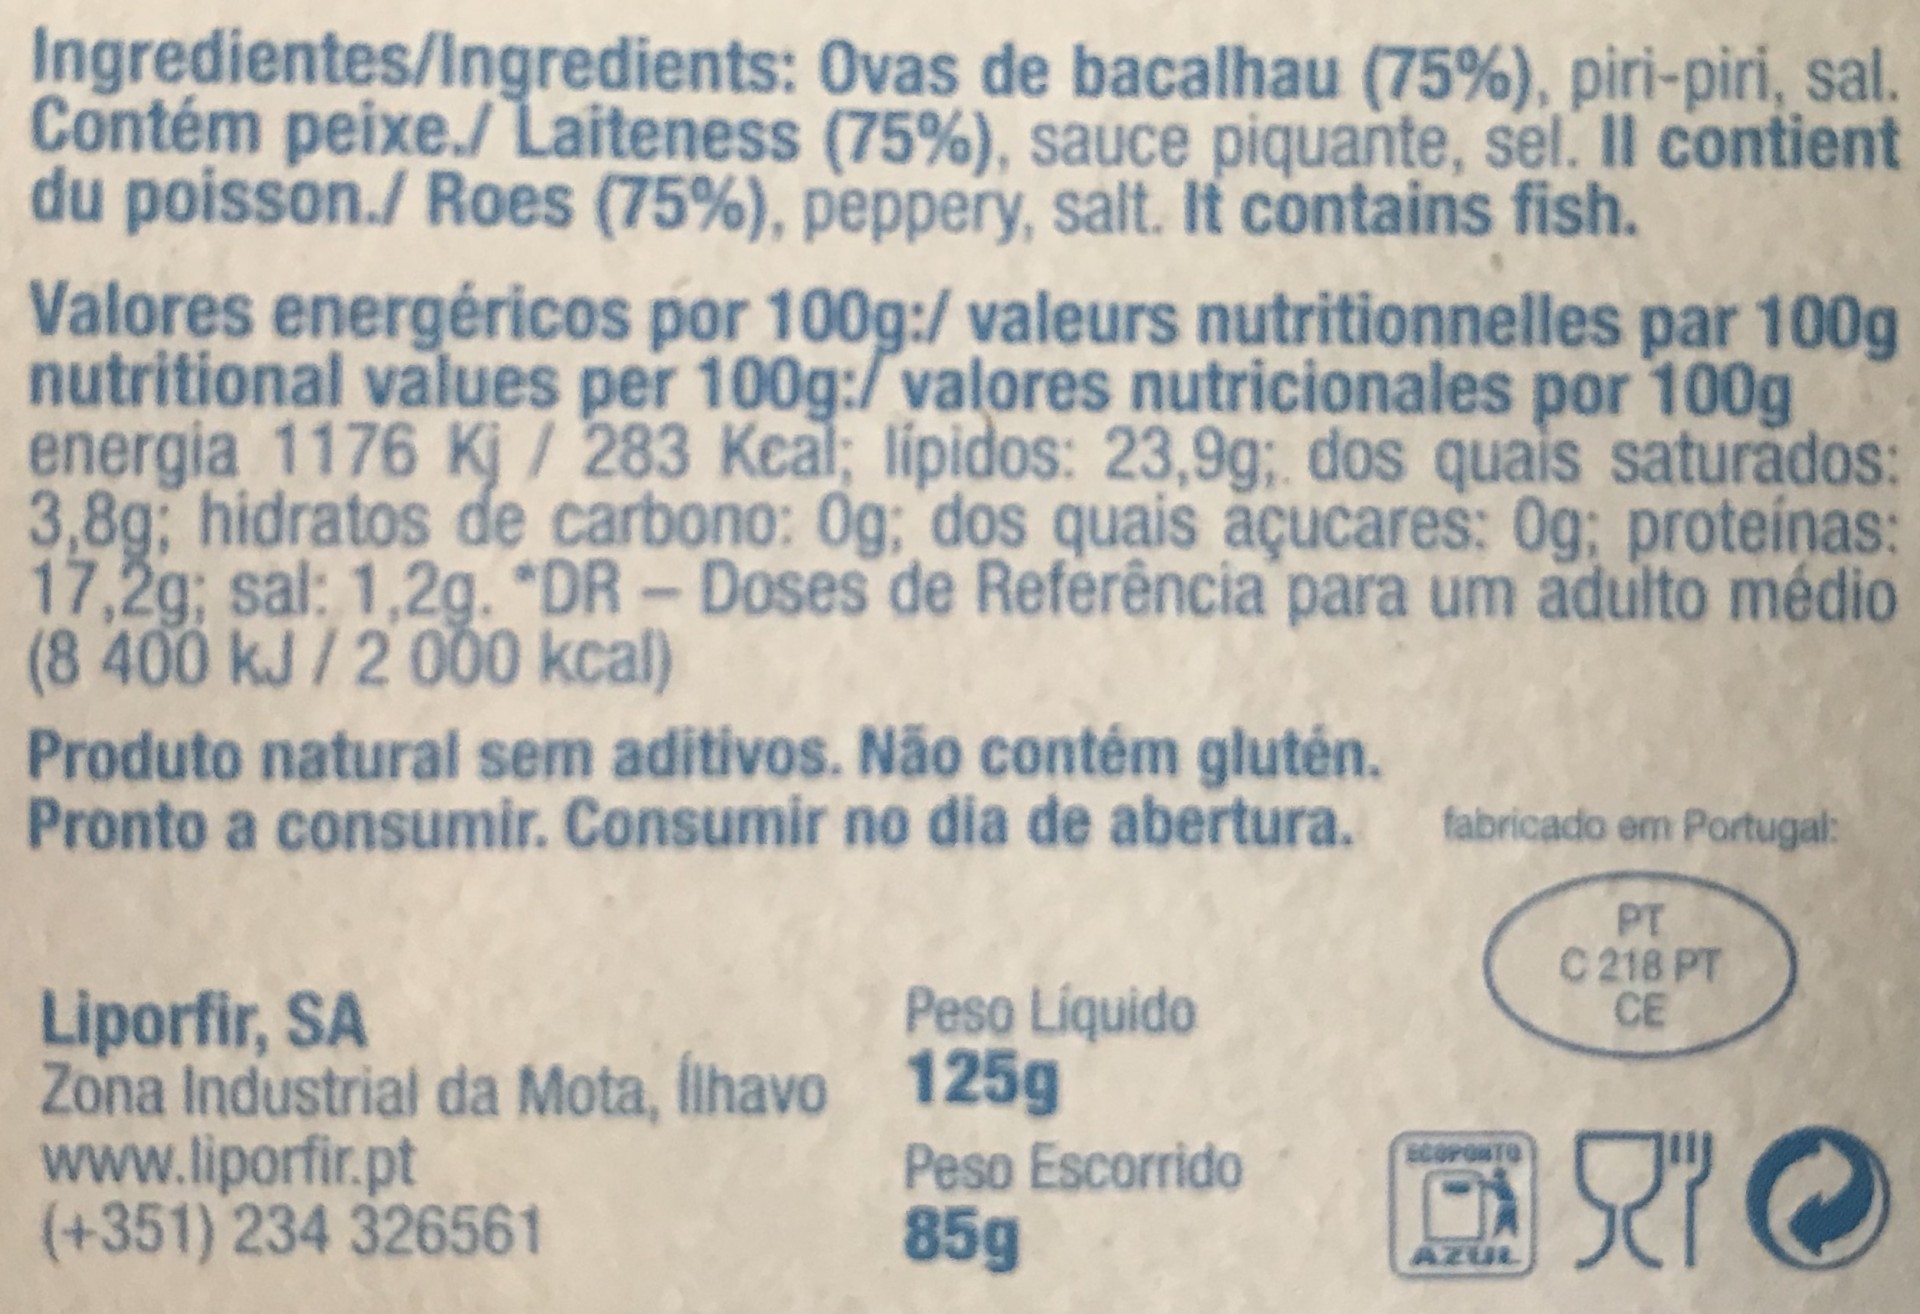 Ingredientes/Ingredients: Ovas de bacalhau (75%), piri-piri, sal.
Contém peixe./ Laiteness (75%), sauce piquante, sel. Il contient
du poisson./ Roes (75%), peppery, salt. It contains fish.
Valores energéricos por 100g:/ valeurs nutritionnelles par 100g
nutritional values per 100g:/ valores nutricionales por 100g
energia 1176 Kj / 283 Kcal; lípidos: 23,9g; dos quais saturados:
3,8g; hidratos de carbono: 0g; dos quais açucares: 0g; proteínas:
17,2g; sal: 1,2g. *DR – Doses de Referência para um adulto médio
(8 400 kJ / 2 000 kcal)
Produto natural sem aditivos. Não contém glutén.
Pronto a consumir. Consumir no dia de abertura.
fabricado em Portugal:
PT
C 218 PT
CE
Liporfir, SA
Zona Industrial da Mota, Ílhavo
www.liporfir.pt
(+351) 234 326561
Peso Líquido
125g
Peso Escorrido
85g
ECOPONTO
AZUL